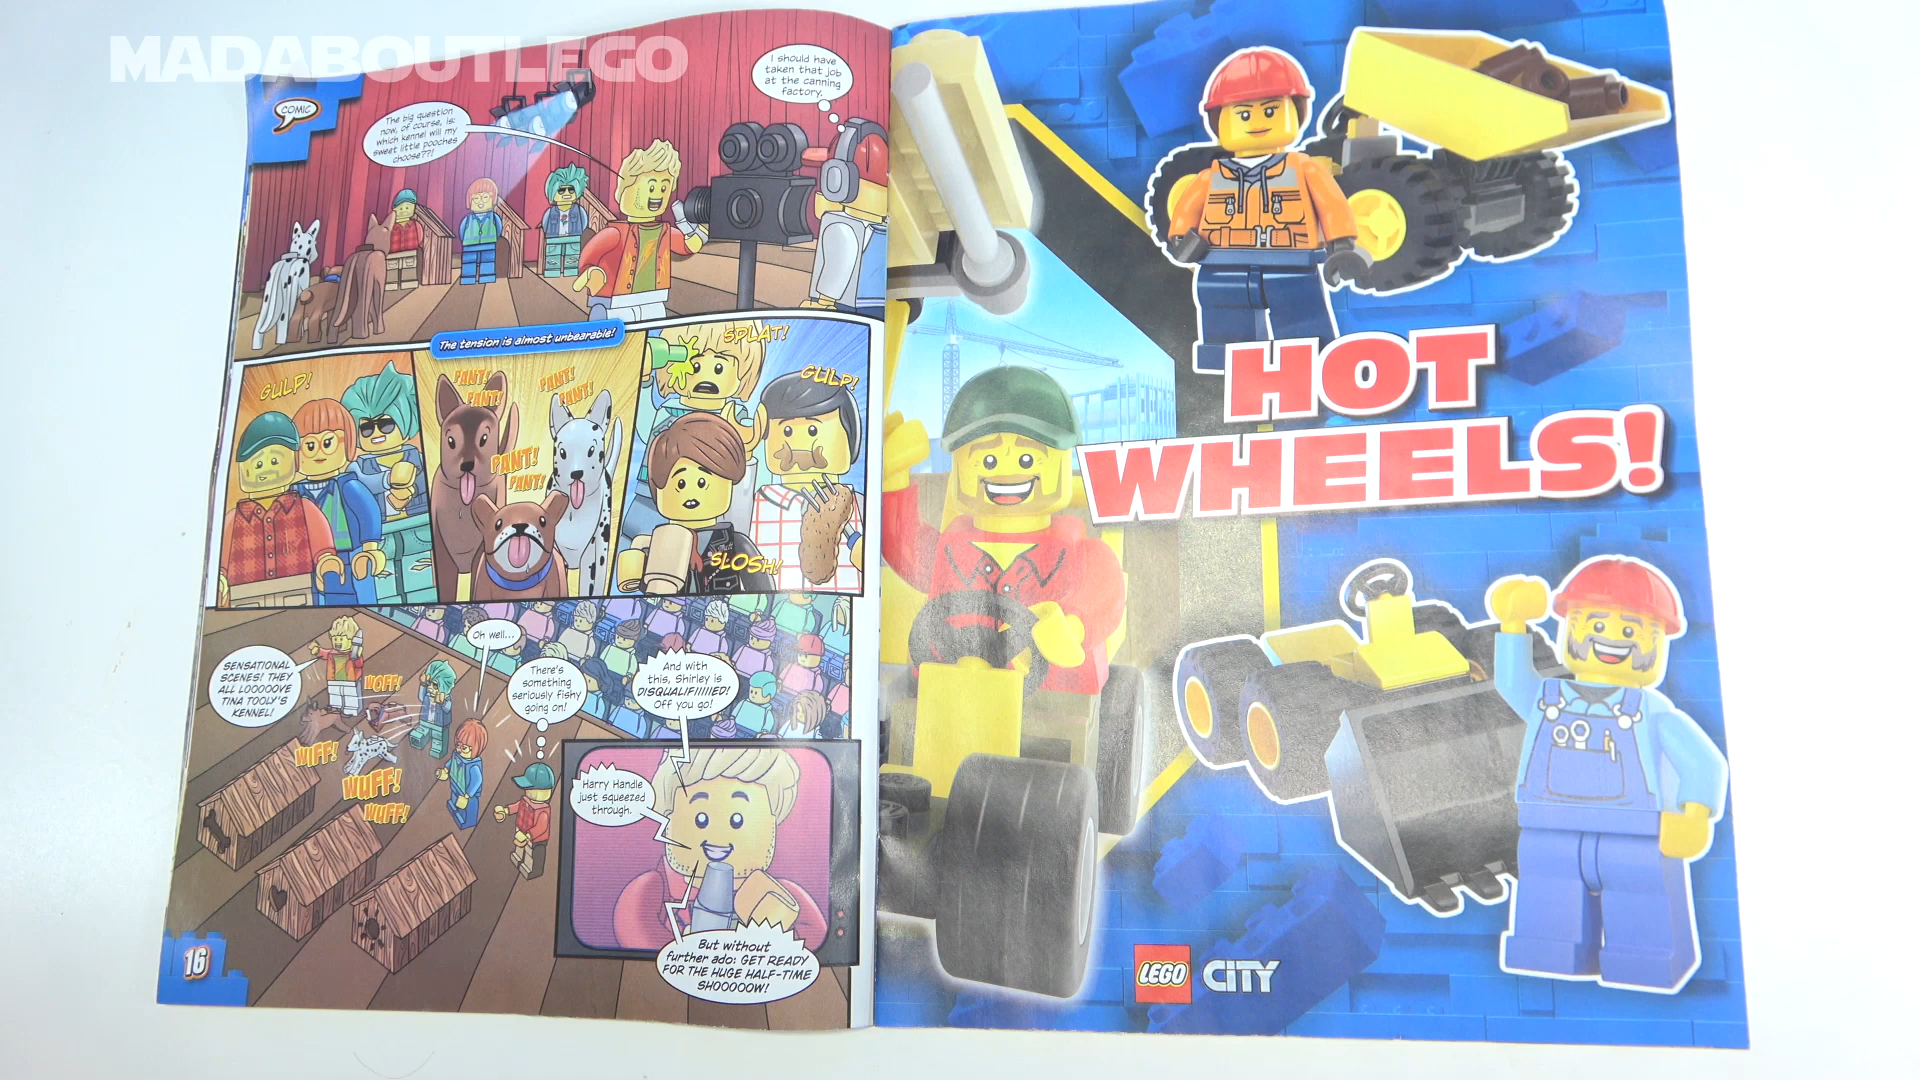 MADABOUTLEGO
COMIC
The big question
now, of course, is:
which kennel will my
sweet little pooches
choose??!
I should have
taken that job
at the canning
factory.
The tension is almost unbearable!
GULP!
PANT!
PANT!
PANT!
PANT!
PANT!
PANT!
SPLAT!
GULP!
SLOSH!
SENSATIONAL
SCENES! THEY
ALL LOOOOOVE
TINA TOOLY'S
KENNEL!
WOFF!
WIFF!
WUFF!
WUFF!
Oh well...
There's
something
seriously fishy
going on!
And with
this, Shirley is
DISQUALIFIIIIIED!
Off you go!
Harry Handle
just squeezed
through.
But without
further ado: GET READY
FOR THE HUGE HALF-TIME
SHOOOOOW!
16
HOT
WHEELS!
LEGO CITY